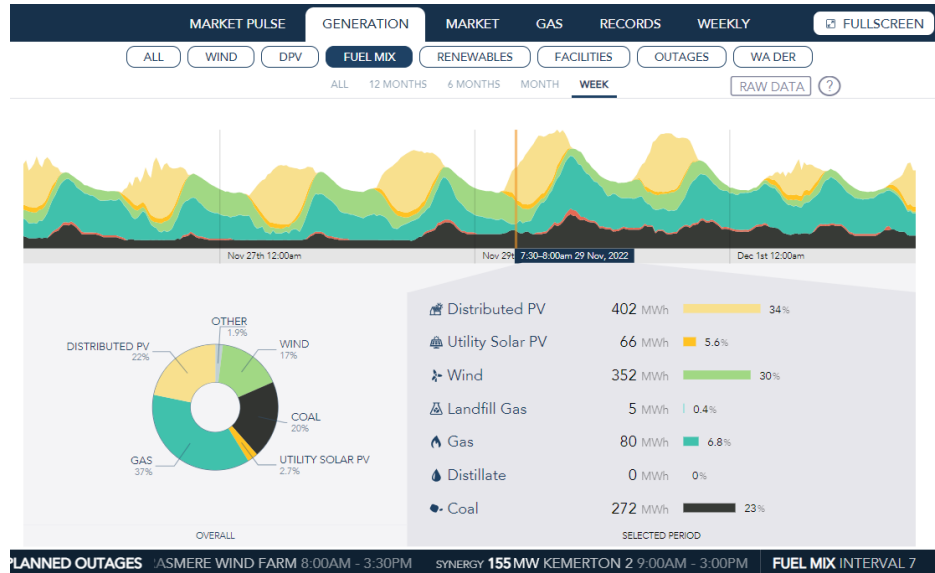 MARKET PULSE GENERATION MARKET GAS RECORDS WEEKLY FULLSCREEN
ALL WIND DPV FUEL MIX RENEWABLES FACILITIES OUTAGES WA DER
ALL 12 MONTHS 6 MONTHS MONTH WEEK RAW DATA ?
Nov 27th 12:00am Nov 29t 7:30–8:00am 29 Nov, 2022 Dec 1st 12:00am
OTHER
1.9%
WIND
17%
DISTRIBUTED PV
22%
COAL
20%
UTILITY SOLAR PV
2.7%
GAS
37%
OVERALL
Distributed PV 402 MWh 34%
Utility Solar PV 66 MWh 5.6%
Wind 352 MWh 30%
Landfill Gas 5 MWh 0.4%
Gas 80 MWh 6.8%
Distillate 0 MWh 0%
Coal 272 MWh 23%
SELECTED PERIOD
PLANNED OUTAGES ASMERE WIND FARM 8:00AM - 3:30PM SYNERGY 155 MW KEMERTON 2 9:00AM - 3:00PM FUEL MIX INTERVAL 7